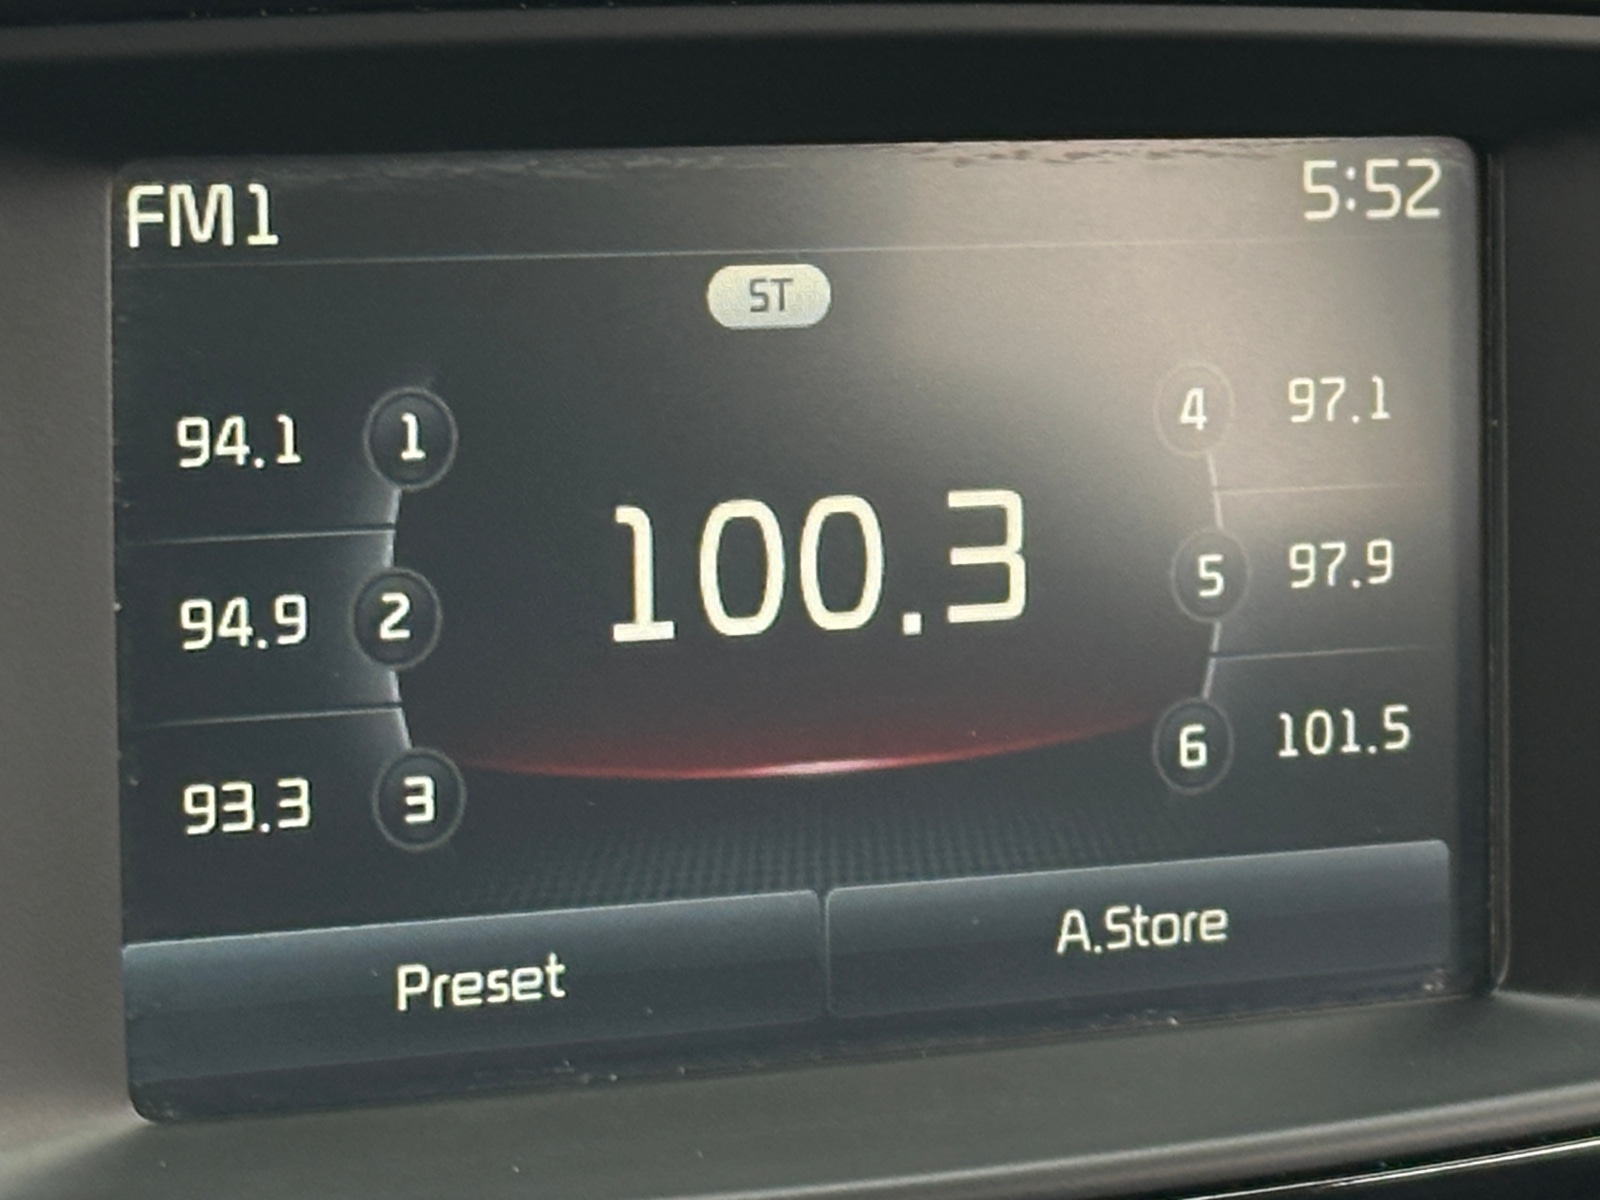 FM1
5:52
ST
94.1 1
94.9 2
93.3 3
100.3
4 97.1
5 97.9
6 101.5
Preset
A.Store